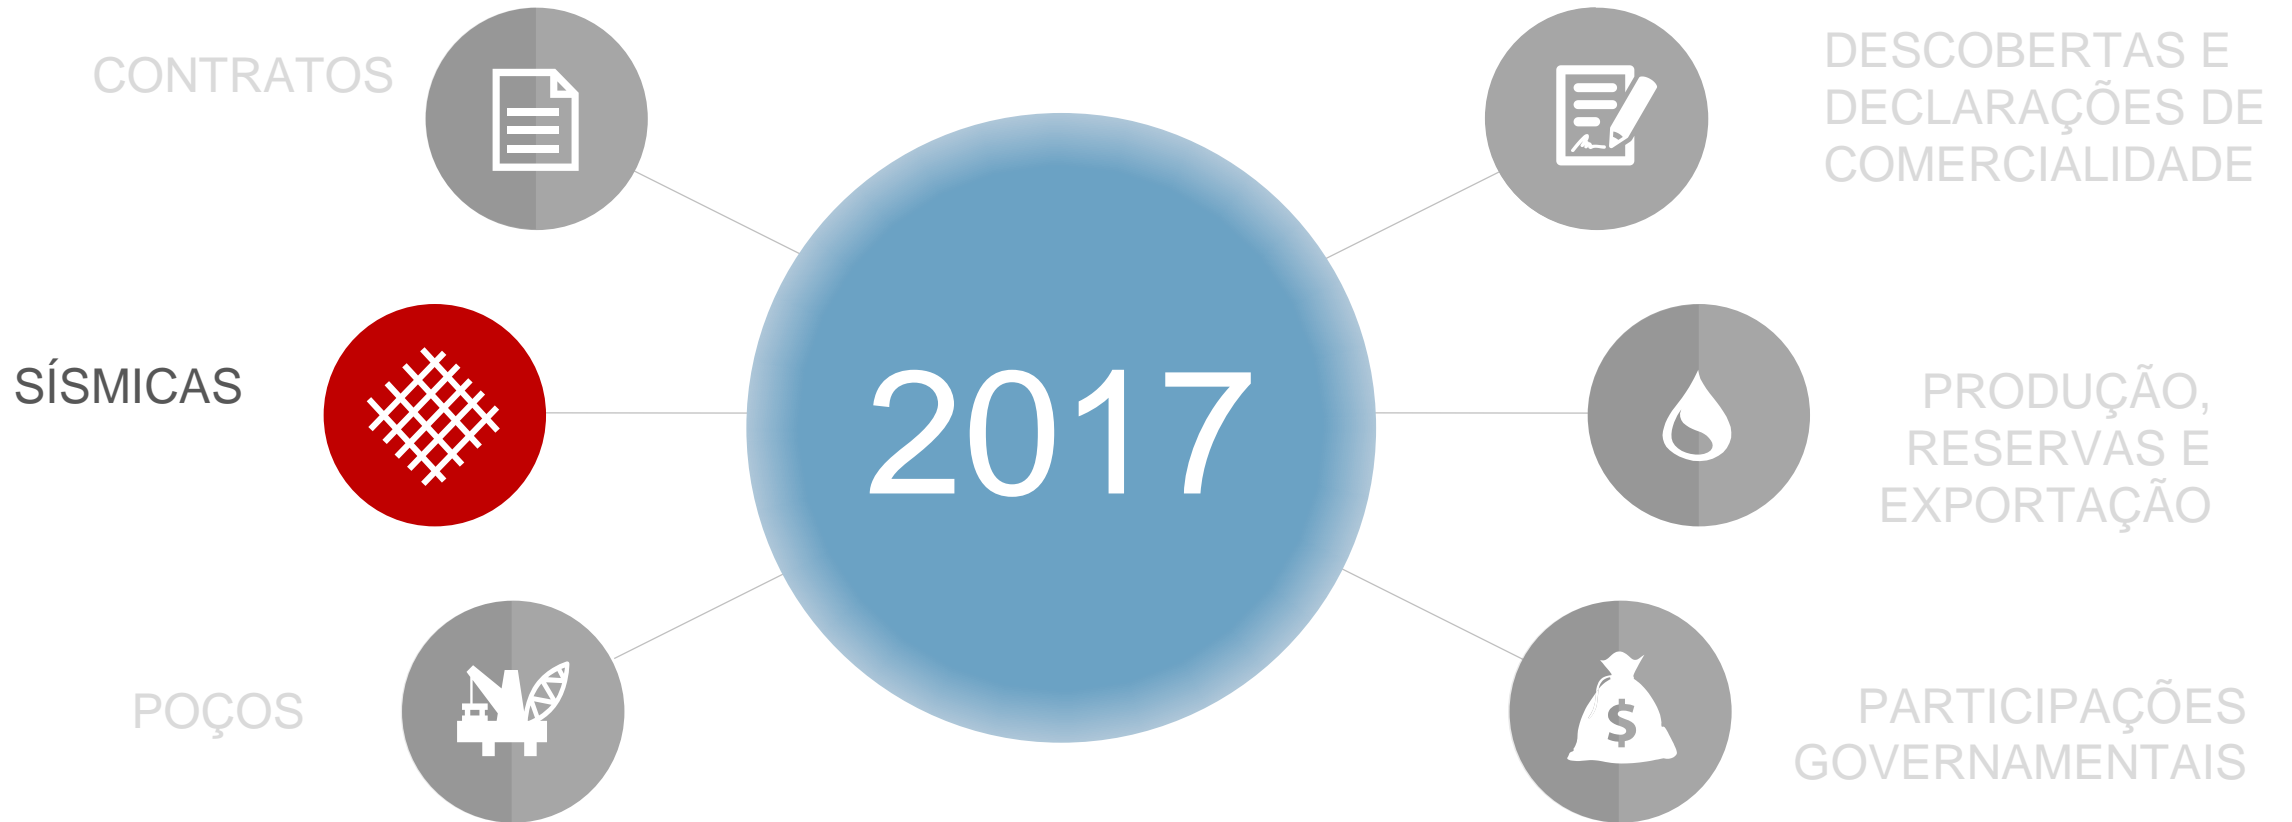 CONTRATOS
SÍSMICAS
POÇOS
2017
DESCOBERTAS E
DECLARAÇÕES DE
COMERCIALIDADE
PRODUÇÃO,
RESERVAS E
EXPORTAÇÃO
$
PARTICIPAÇÕES
GOVERNAMENTAIS